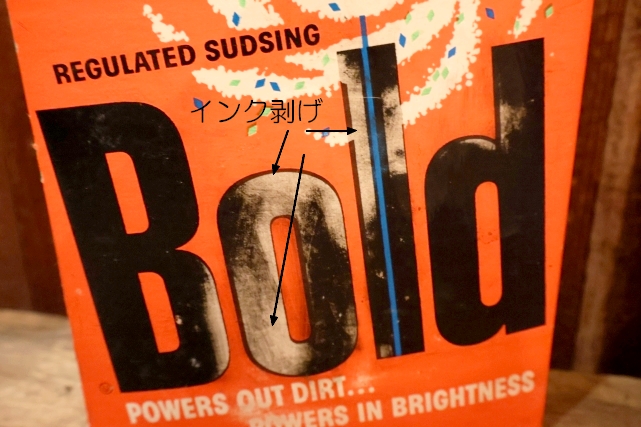 REGULATED SUDSING
インク剥げ
Bold
POWERS OUT DIRT...
POWERS IN BRIGHTNESS